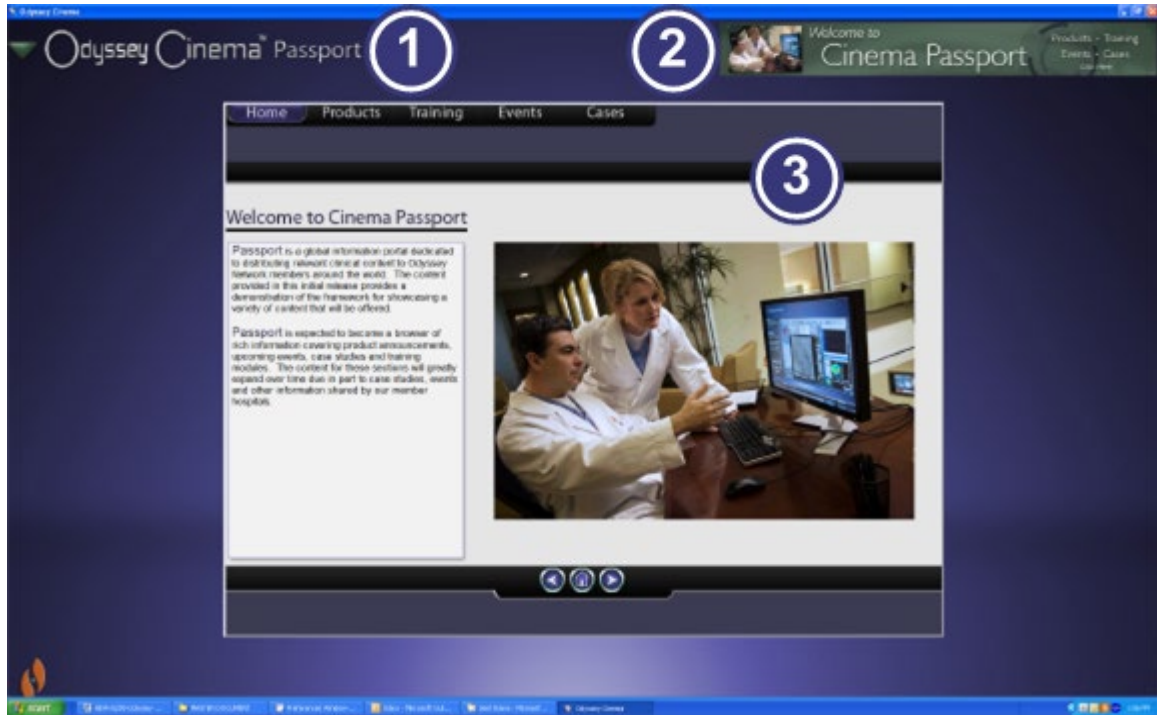 Odyssey Cinema
Odyssey Cinema™ Passport
1
2
Welcome to
Cinema Passport
Products - Training
Events - Cases
Home Products Training Events Cases
3
Welcome to Cinema Passport
Passport is a global information portal dedicated
to distributing relevant clinical content to Odyssey
Network members around the world. The content
provided in this initial release provides a
demonstration of the framework for showcasing a
variety of content that will be offered.
Passport is expected to become a browser of
rich information covering product announcements,
upcoming events, case studies and training
modules. The content for these sections will greatly
expand over time due in part to case studies, events
and other information shared by our member
hospitals.
start
Odyssey Cinema